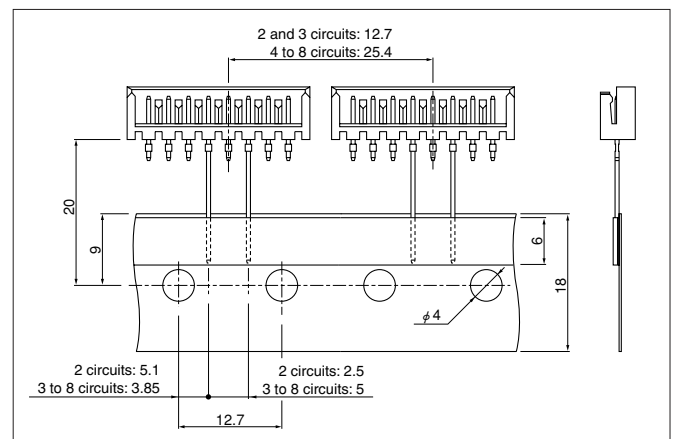 2 and 3 circuits: 12.7
4 to 8 circuits: 25.4
20
9
6
18
φ4
2 circuits: 5.1
3 to 8 circuits: 3.85
2 circuits: 2.5
3 to 8 circuits: 5
12.7